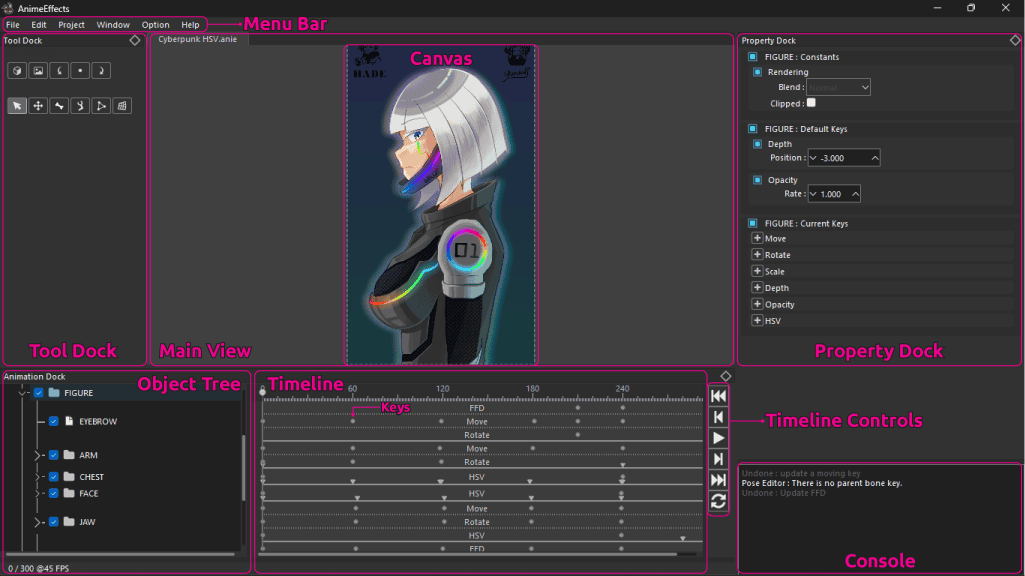 AnimeEffects
File Edit Project Window Option Help
Menu Bar
Tool Dock
Cyberpunk HSV.anie
Property Dock
HADE
Canvas
FIGURE : Constants
Rendering
Blend : Normal
Clipped :
FIGURE : Default Keys
Depth
Position : -3.000
Opacity
Rate : 1.000
01
FIGURE : Current Keys
Move
Rotate
Scale
Depth
Opacity
HSV
Tool Dock
Main View
Property Dock
Animation Dock
Object Tree
Timeline
FIGURE
EYEBROW
ARM
CHEST
FACE
JAW
0 60 120 180 240
Keys
FFD
Move
Rotate
Move
Rotate
HSV
HSV
Move
Rotate
HSV
FFD
Timeline Controls
Undone : update a moving key
Pose Editor : There is no parent bone key.
Undone : Update FFD
Console
0 / 300 @45 FPS